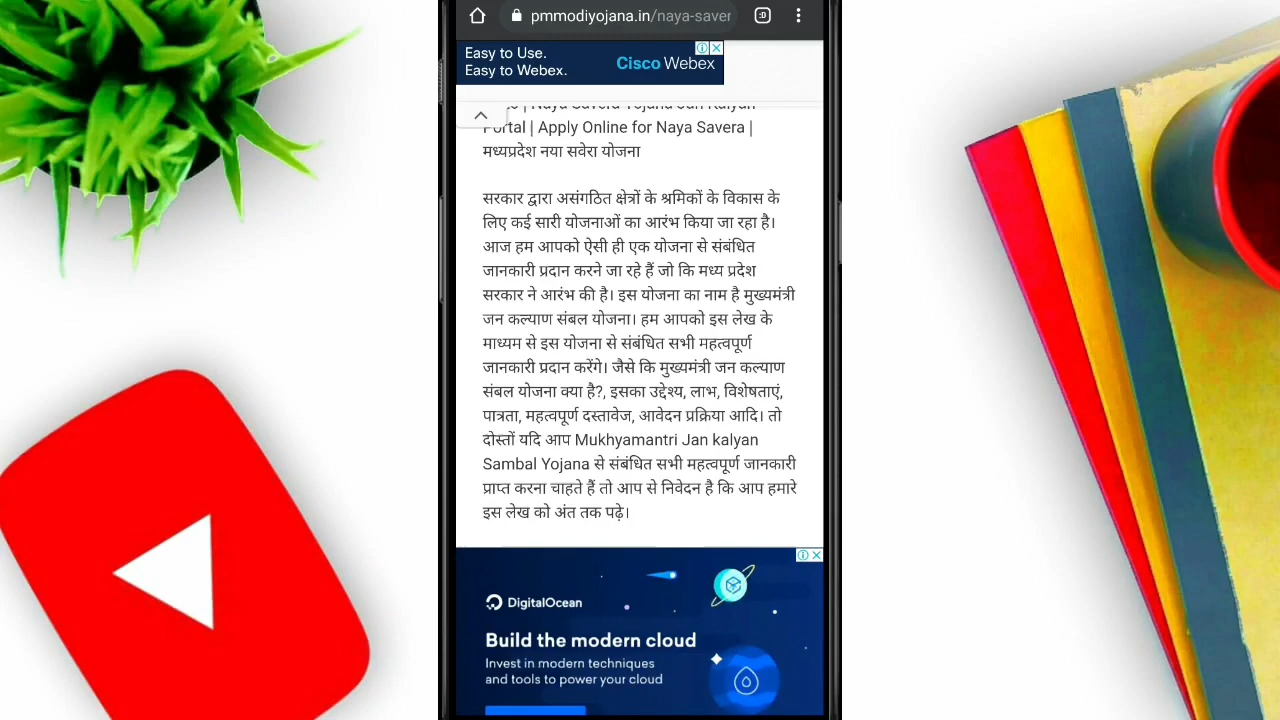 pmmodiyojana.in/naya-saver
:D
Easy to Use.
Easy to Webex.
Cisco Webex
Naya Savera Yojana Jan Kalyan
Portal | Apply Online for Naya Savera |
मध्यप्रदेश नया सवेरा योजना
सरकार द्वारा असंगठित क्षेत्रों के श्रमिकों के विकास के
लिए कई सारी योजनाओं का आरंभ किया जा रहा है।
आज हम आपको ऐसी ही एक योजना से संबंधित
जानकारी प्रदान करने जा रहे हैं जो कि मध्य प्रदेश
सरकार ने आरंभ की है। इस योजना का नाम है मुख्यमंत्री
जन कल्याण संबल योजना। हम आपको इस लेख के
माध्यम से इस योजना से संबंधित सभी महत्वपूर्ण
जानकारी प्रदान करेंगे। जैसे कि मुख्यमंत्री जन कल्याण
संबल योजना क्या है?, इसका उद्देश्य, लाभ, विशेषताएं,
पात्रता, महत्वपूर्ण दस्तावेज, आवेदन प्रक्रिया आदि। तो
दोस्तों यदि आप Mukhyamantri Jan kalyan
Sambal Yojana से संबंधित सभी महत्वपूर्ण जानकारी
प्राप्त करना चाहते हैं तो आप से निवेदन है कि आप हमारे
इस लेख को अंत तक पढ़े।
DigitalOcean
Build the modern cloud
Invest in modern techniques
and tools to power your cloud